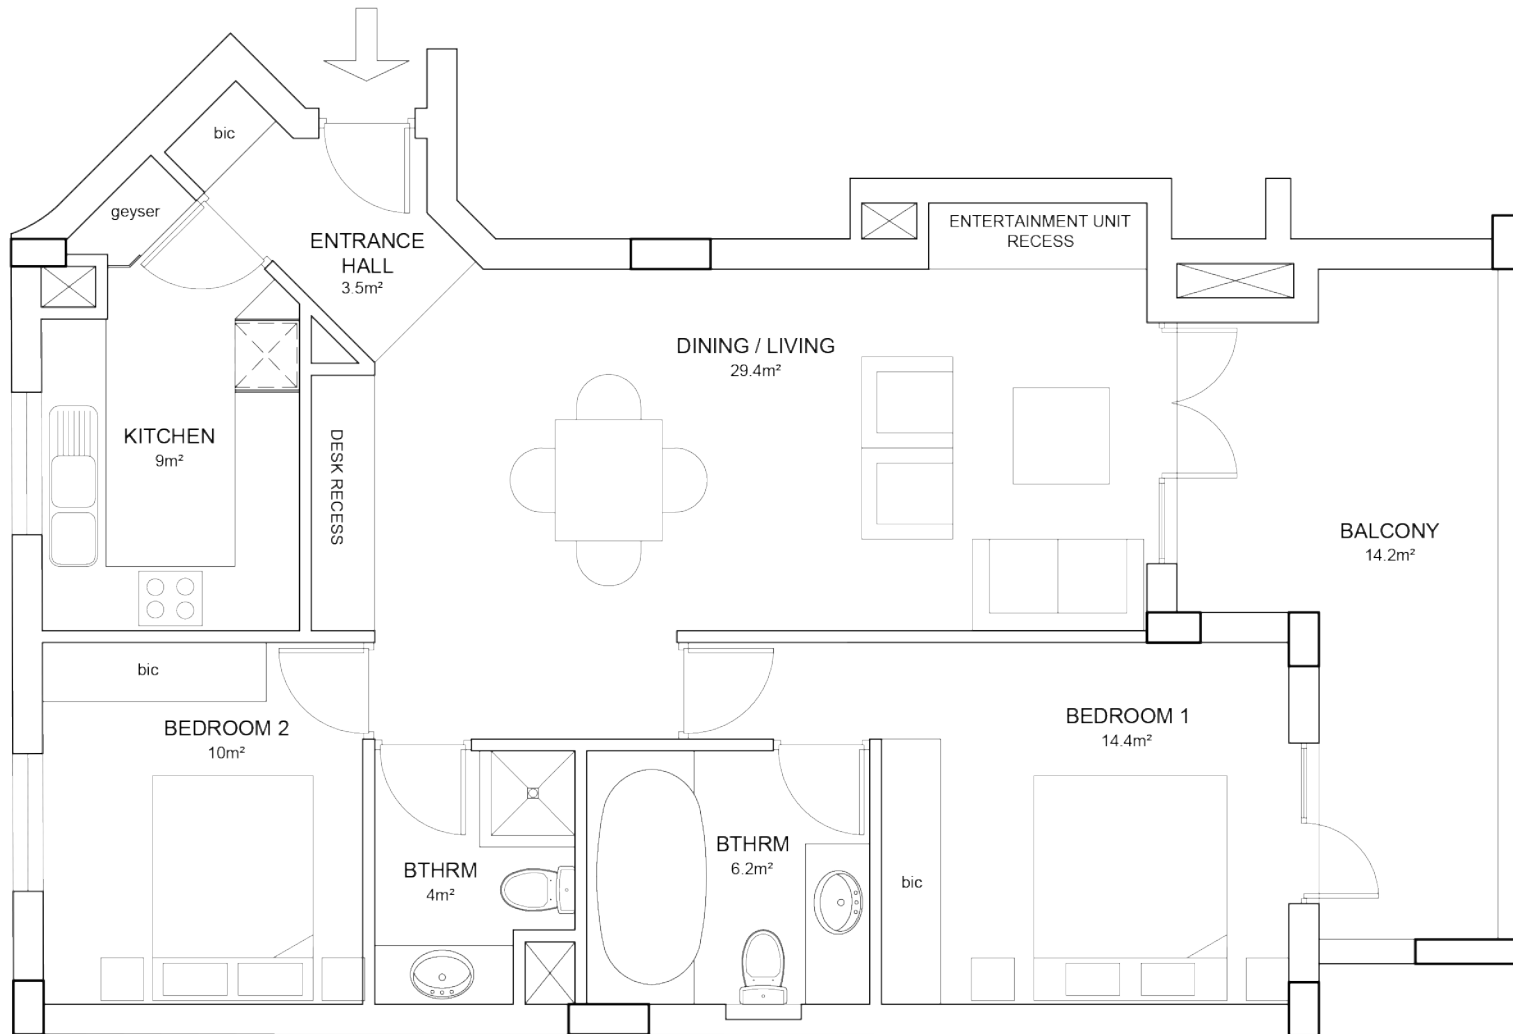 bic
geyser
ENTRANCE
HALL
3.5m²
ENTERTAINMENT UNIT
RECESS
DINING / LIVING
29.4m²
KITCHEN
9m²
DESK RECESS
BALCONY
14.2m²
bic
BEDROOM 2
10m²
BEDROOM 1
14.4m²
BTHRM
4m²
BTHRM
6.2m²
bic